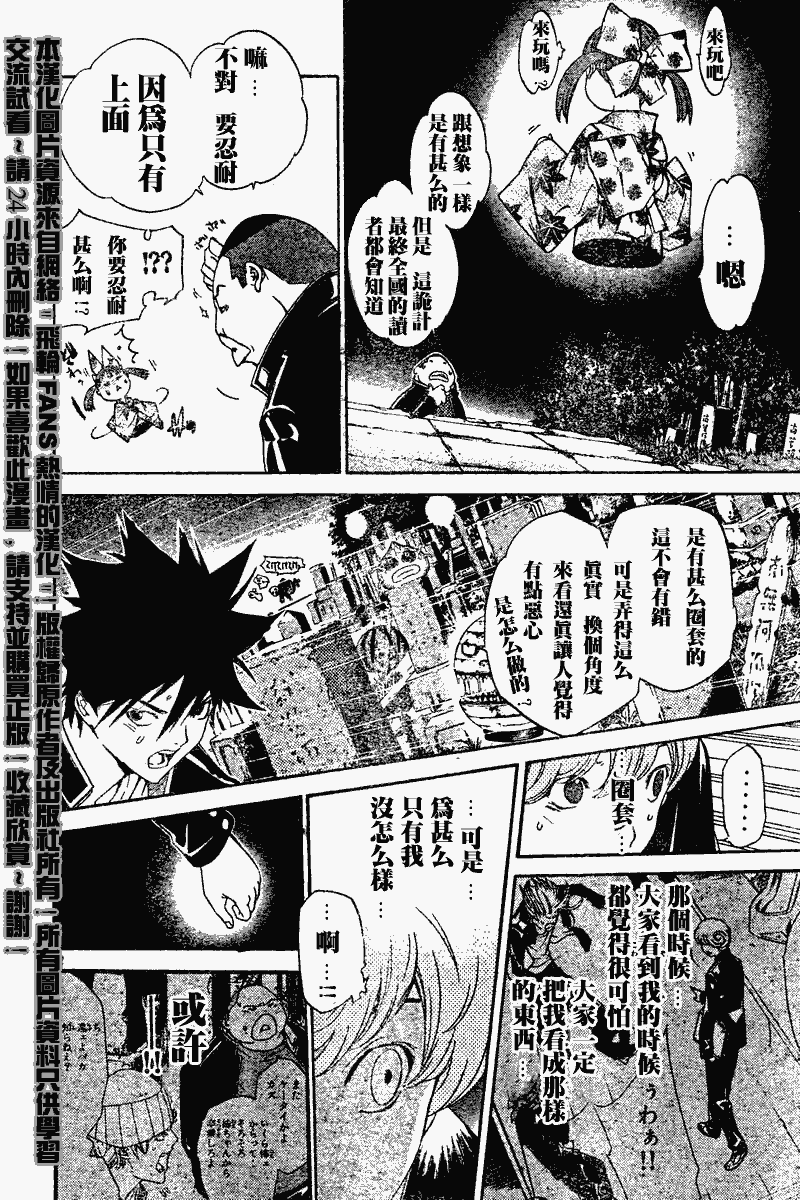 來玩吧
來玩嗎?
…嗯
跟想象一樣
是有甚么的
但是 這詭計
最終全國的讀
者都會知道
嘛…
不對 要忍耐
因為只有
上面
!??
你要忍耐
甚么啊!?
是有甚么圈套的
這不會有錯
可是弄得這么
眞實 換個角度
來看還眞讓人覺得
有點惡心
是怎么做的?
……
…圈套…
…可是…
為甚么
只有我
沒怎么樣…
…啊…!!
那個時候…
大家看到我的時候
都覺得很可怕
大家一定
把我看成那樣
的東西…
うわぁ!!
或許
…!!
本漢化圖片資源來自網絡 飛輪FANS熱情的漢化!版權歸原作者及出版社所有!所有圖片資料只供學習
交流試看~請24小時內刪除!如果喜歡此漫畫,請支持並購買正版!收藏欣賞~謝謝!